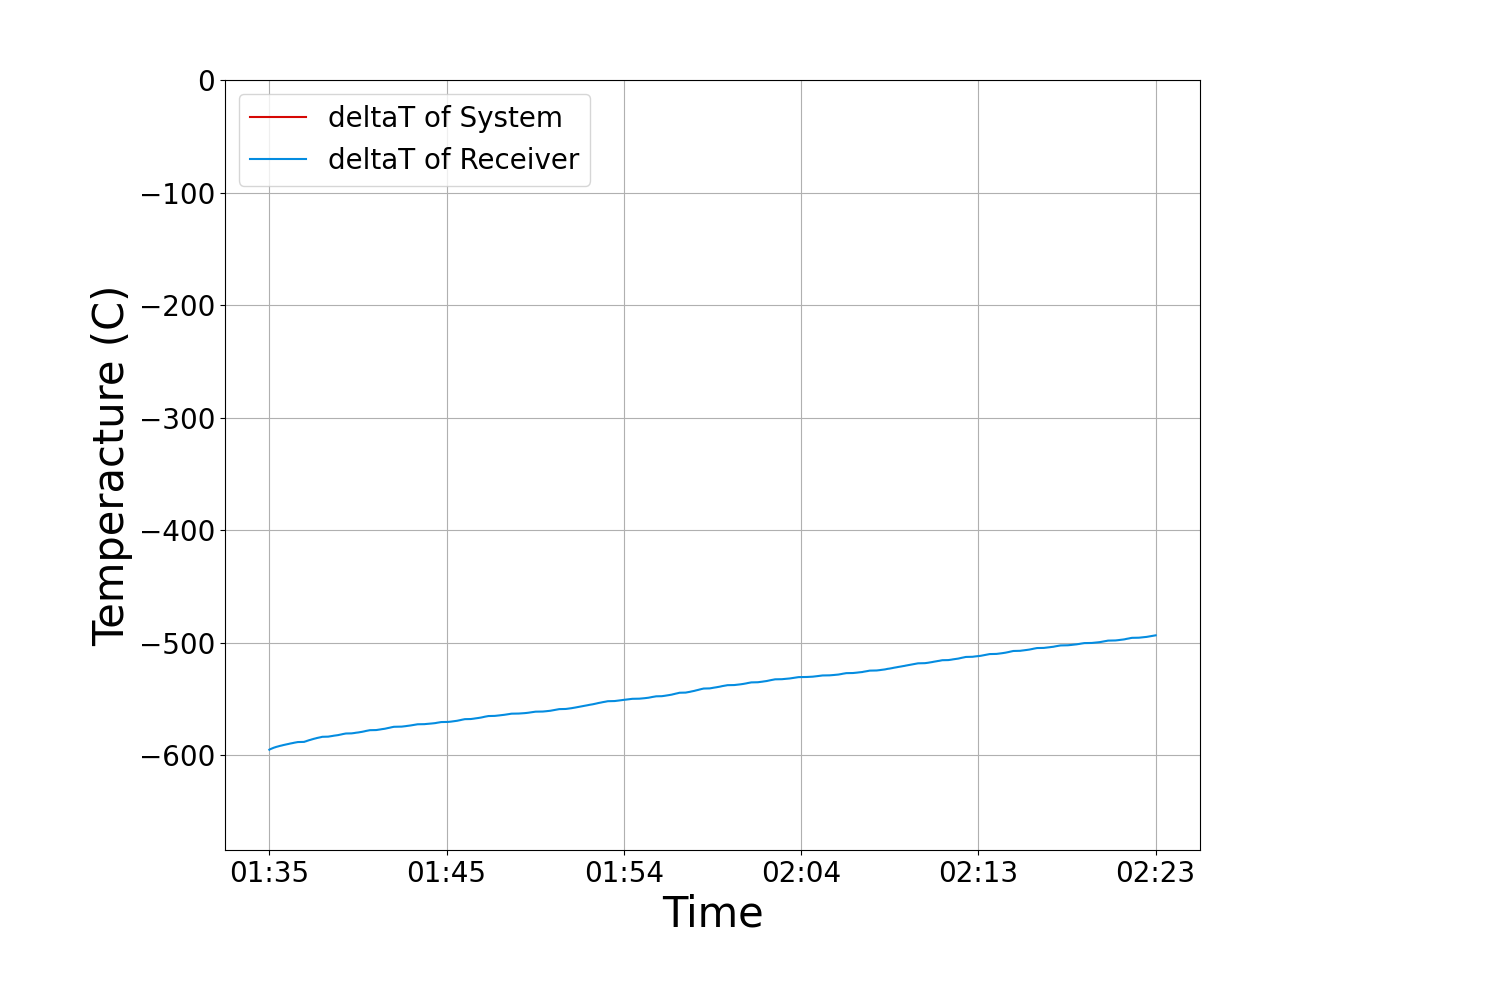 0
deltaT of System
deltaT of Receiver
−100
−200
−300
−400
−500
−600
Temperacture (C)
01:35 01:45 01:54 02:04 02:13 02:23
Time